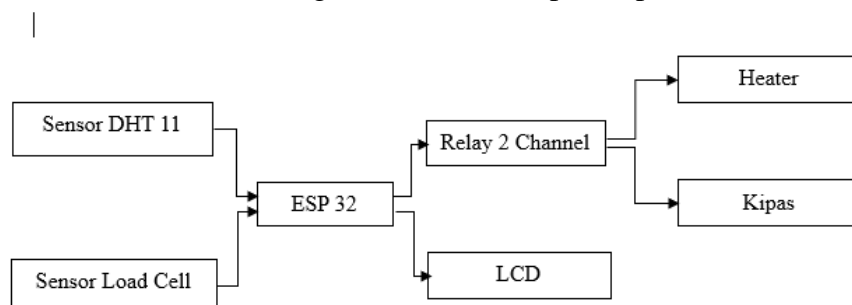 Heater
Sensor DHT 11
Relay 2 Channel
ESP 32
Kipas
Sensor Load Cell
LCD